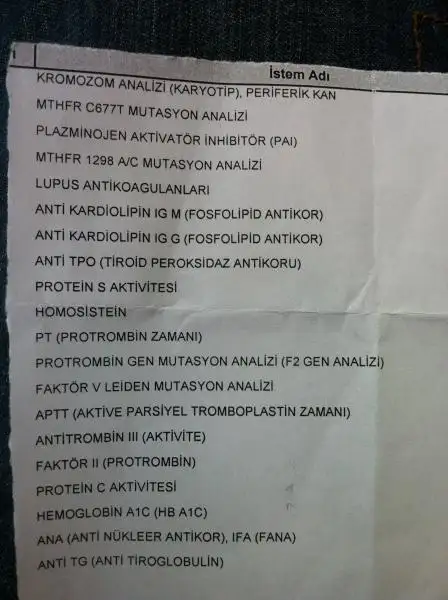 İstem Adı
KROMOZOM ANALİZİ (KARYOTİP), PERİFERİK KAN
MTHFR C677T MUTASYON ANALİZİ
PLAZMİNOJEN AKTİVATÖR İNHİBİTÖR (PAI)
MTHFR 1298 A/C MUTASYON ANALİZİ
LUPUS ANTİKOAGULANLARI
ANTİ KARDİOLİPİN IG M (FOSFOLİPİD ANTİKOR)
ANTİ KARDİOLİPİN IG G (FOSFOLİPİD ANTİKOR)
ANTİ TPO (TİROİD PEROKSİDAZ ANTİKORU)
PROTEİN S AKTİVİTESİ
HOMOSİSTEİN
PT (PROTROMBİN ZAMANI)
PROTROMBİN GEN MUTASYON ANALİZİ (F2 GEN ANALİZİ)
FAKTÖR V LEİDEN MUTASYON ANALİZİ
APTT (AKTİVE PARSİYEL TROMBOPLASTİN ZAMANI)
ANTİTROMBİN III (AKTİVİTE)
FAKTÖR II (PROTROMBİN)
PROTEİN C AKTİVİTESİ
HEMOGLOBİN A1C (HB A1C)
ANA (ANTİ NÜKLEER ANTİKOR), IFA (FANA)
ANTİ TG (ANTİ TİROGLOBULİN)